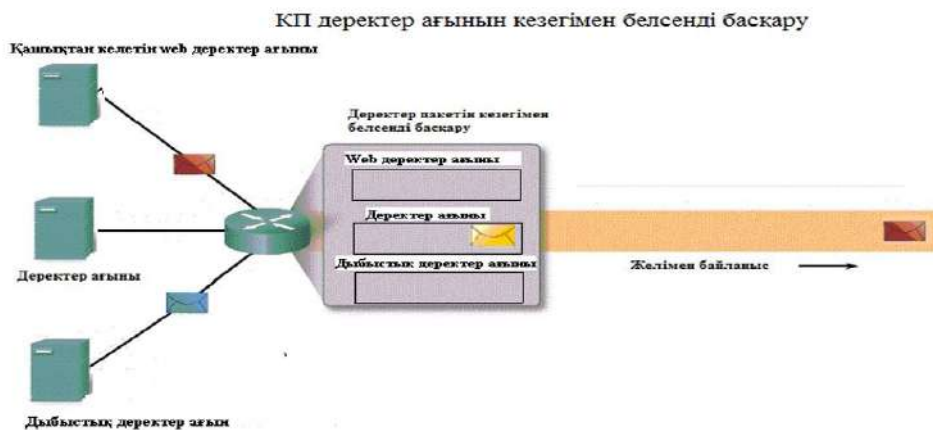 КП деректер ағынын кезегімен белсенді басқару
Қашықтан келетін web деректер ағыны
Деректер пакетін кезегімен
белсенді басқару
Web деректер ағыны
Деректер ағыны
Дыбыстық деректер ағыны
Деректер ағыны
Желімен байланыс
Дыбыстық деректер ағын